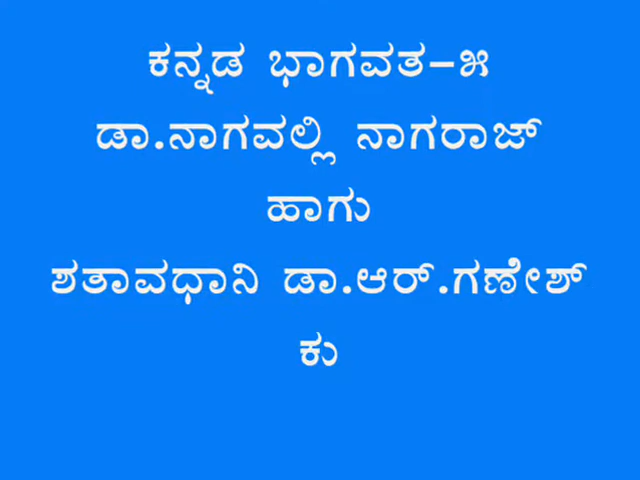 ಕನ್ನಡ ಭಾಗವತ-೫
ಡಾ.ನಾಗವಲ್ಲಿ ನಾಗರಾಜ್
ಹಾಗು
ಶತಾವಧಾನಿ ಡಾ.ಆರ್.ಗಣೇಶ್
ಕು